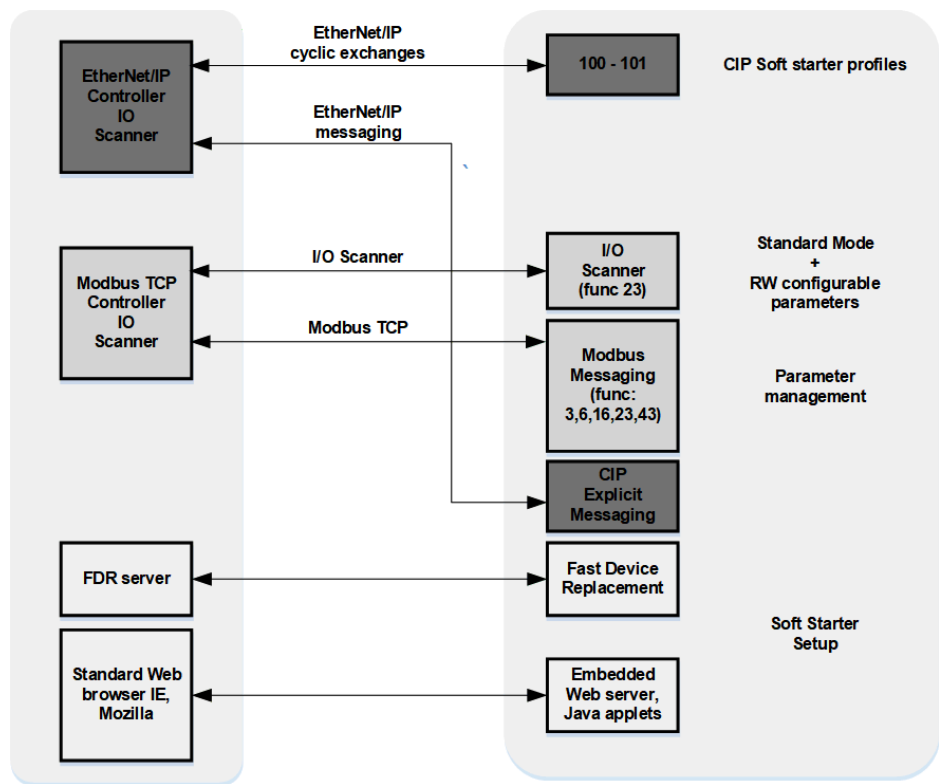 EtherNet/IP
Controller
IO
Scanner
EtherNet/IP
cyclic exchanges
100 - 101
CIP Soft starter profiles
EtherNet/IP
messaging
`
Modbus TCP
Controller
IO
Scanner
I/O Scanner
I/O
Scanner
(func 23)
Standard Mode
+
RW configurable
parameters
Modbus TCP
Modbus
Messaging
(func:
3,6,16,23,43)
Parameter
management
CIP
Explicit
Messaging
FDR server
Fast Device
Replacement
Soft Starter
Setup
Standard Web
browser IE,
Mozilla
Embedded
Web server,
Java applets